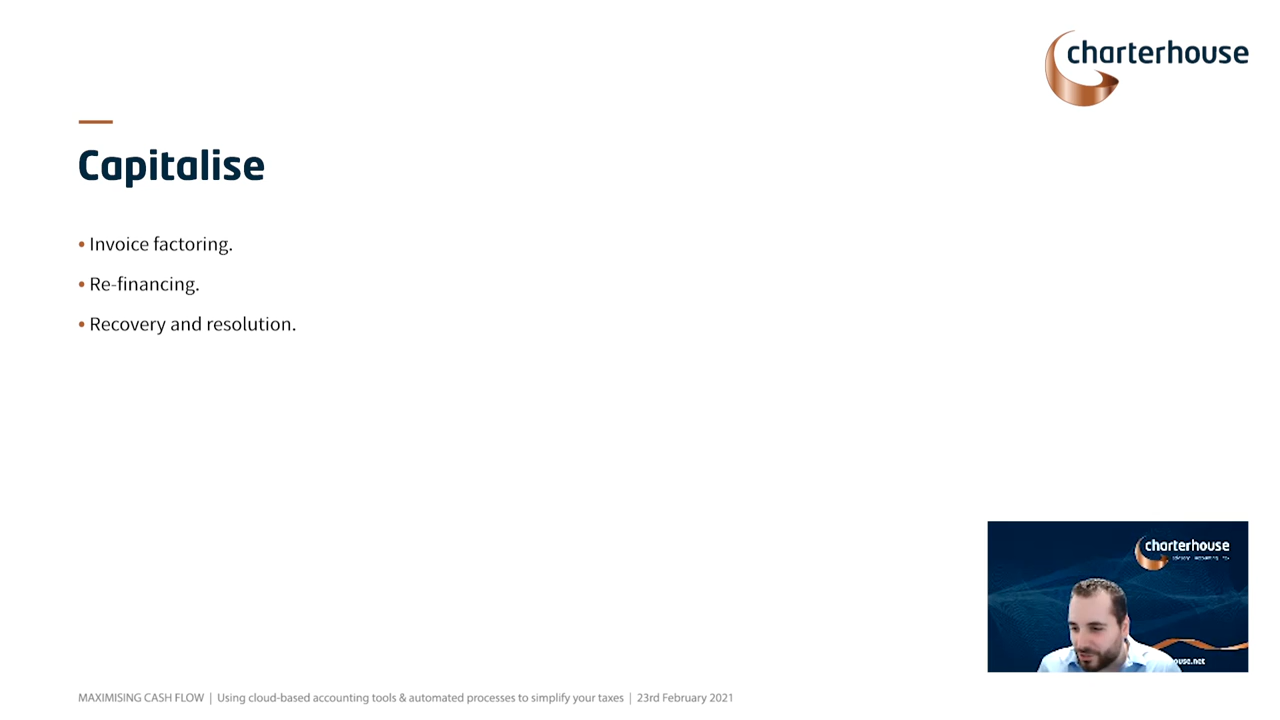 charterhouse
Capitalise
• Invoice factoring.
• Re-financing.
• Recovery and resolution.
charterhouse
MAXIMISING CASH FLOW | Using cloud-based accounting tools & automated processes to simplify your taxes | 23rd February 2021